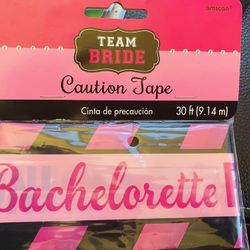 amscan
TEAM
BRIDE
Caution Tape
Cinta de precaución
30 ft (9.14 m)
Bachelorette